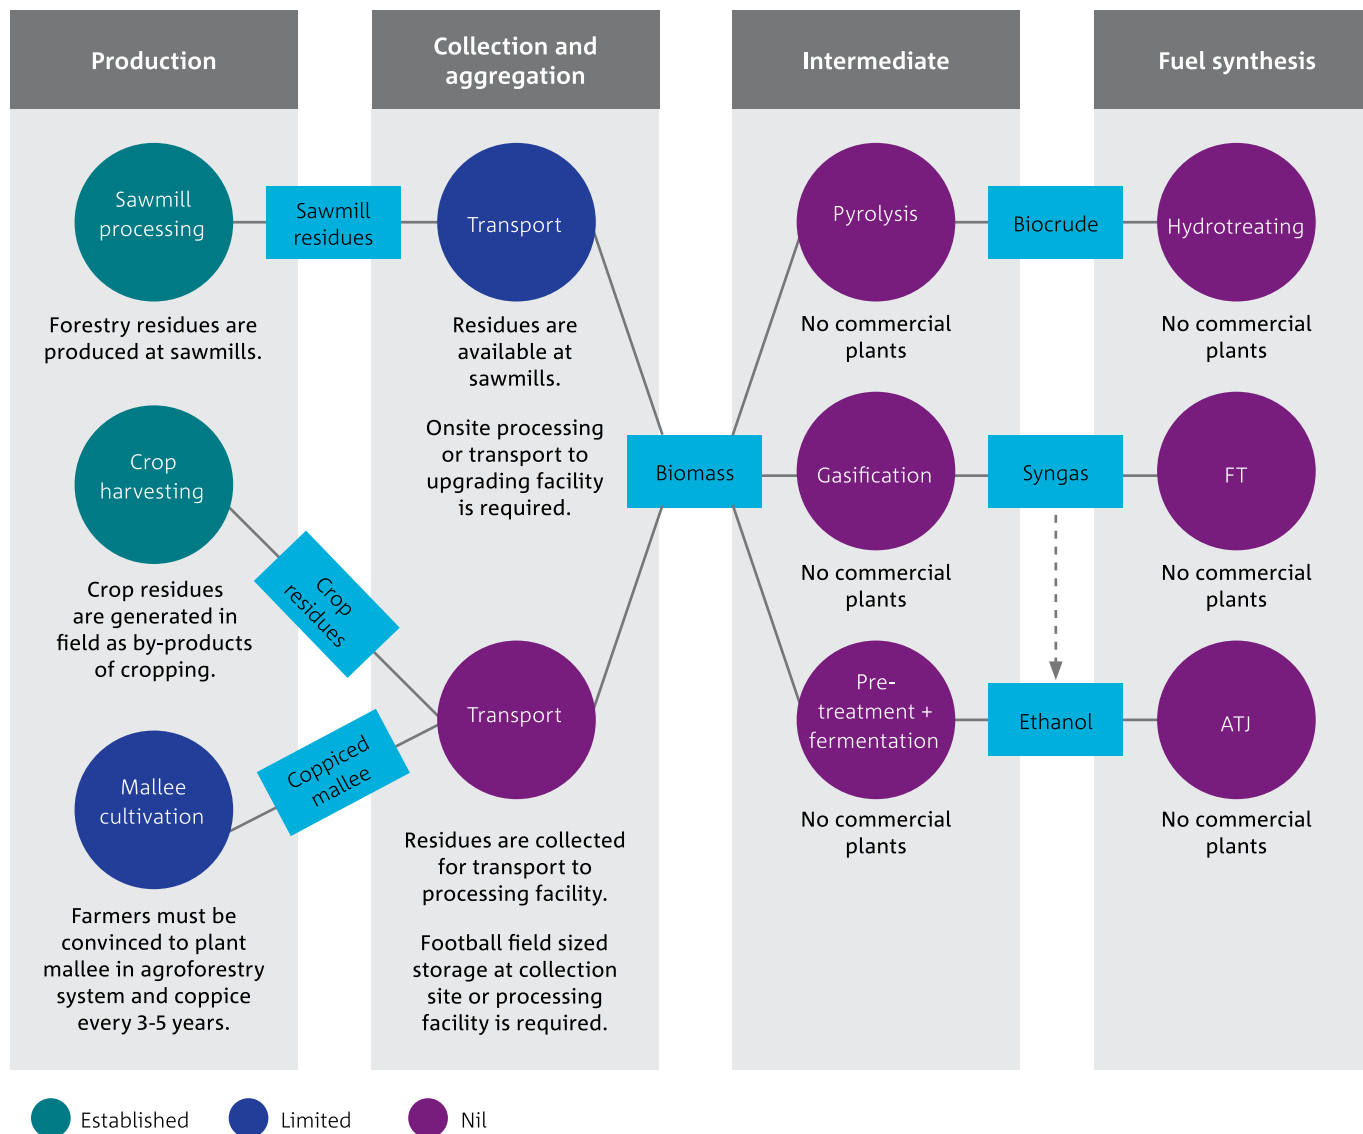 Production
Collection and
aggregation
Intermediate
Fuel synthesis
Sawmill
processing
Sawmill
residues
Transport
Pyrolysis
Biocrude
Hydrotreating
Forestry residues are
produced at sawmills.
Residues are
available at
sawmills.
Onsite processing
or transport to
upgrading facility
is required.
No commercial
plants
No commercial
plants
Crop
harvesting
Biomass
Gasification
Syngas
FT
Crop residues
are generated in
field as by-products
of cropping.
Crop
residues
No commercial
plants
No commercial
plants
Mallee
cultivation
Coppiced
mallee
Transport
Pre-
treatment +
fermentation
Ethanol
ATJ
Farmers must be
convinced to plant
mallee in agroforestry
system and coppice
every 3-5 years.
Residues are collected
for transport to
processing facility.
Football field sized
storage at collection
site or processing
facility is required.
No commercial
plants
No commercial
plants
Established
Limited
Nil